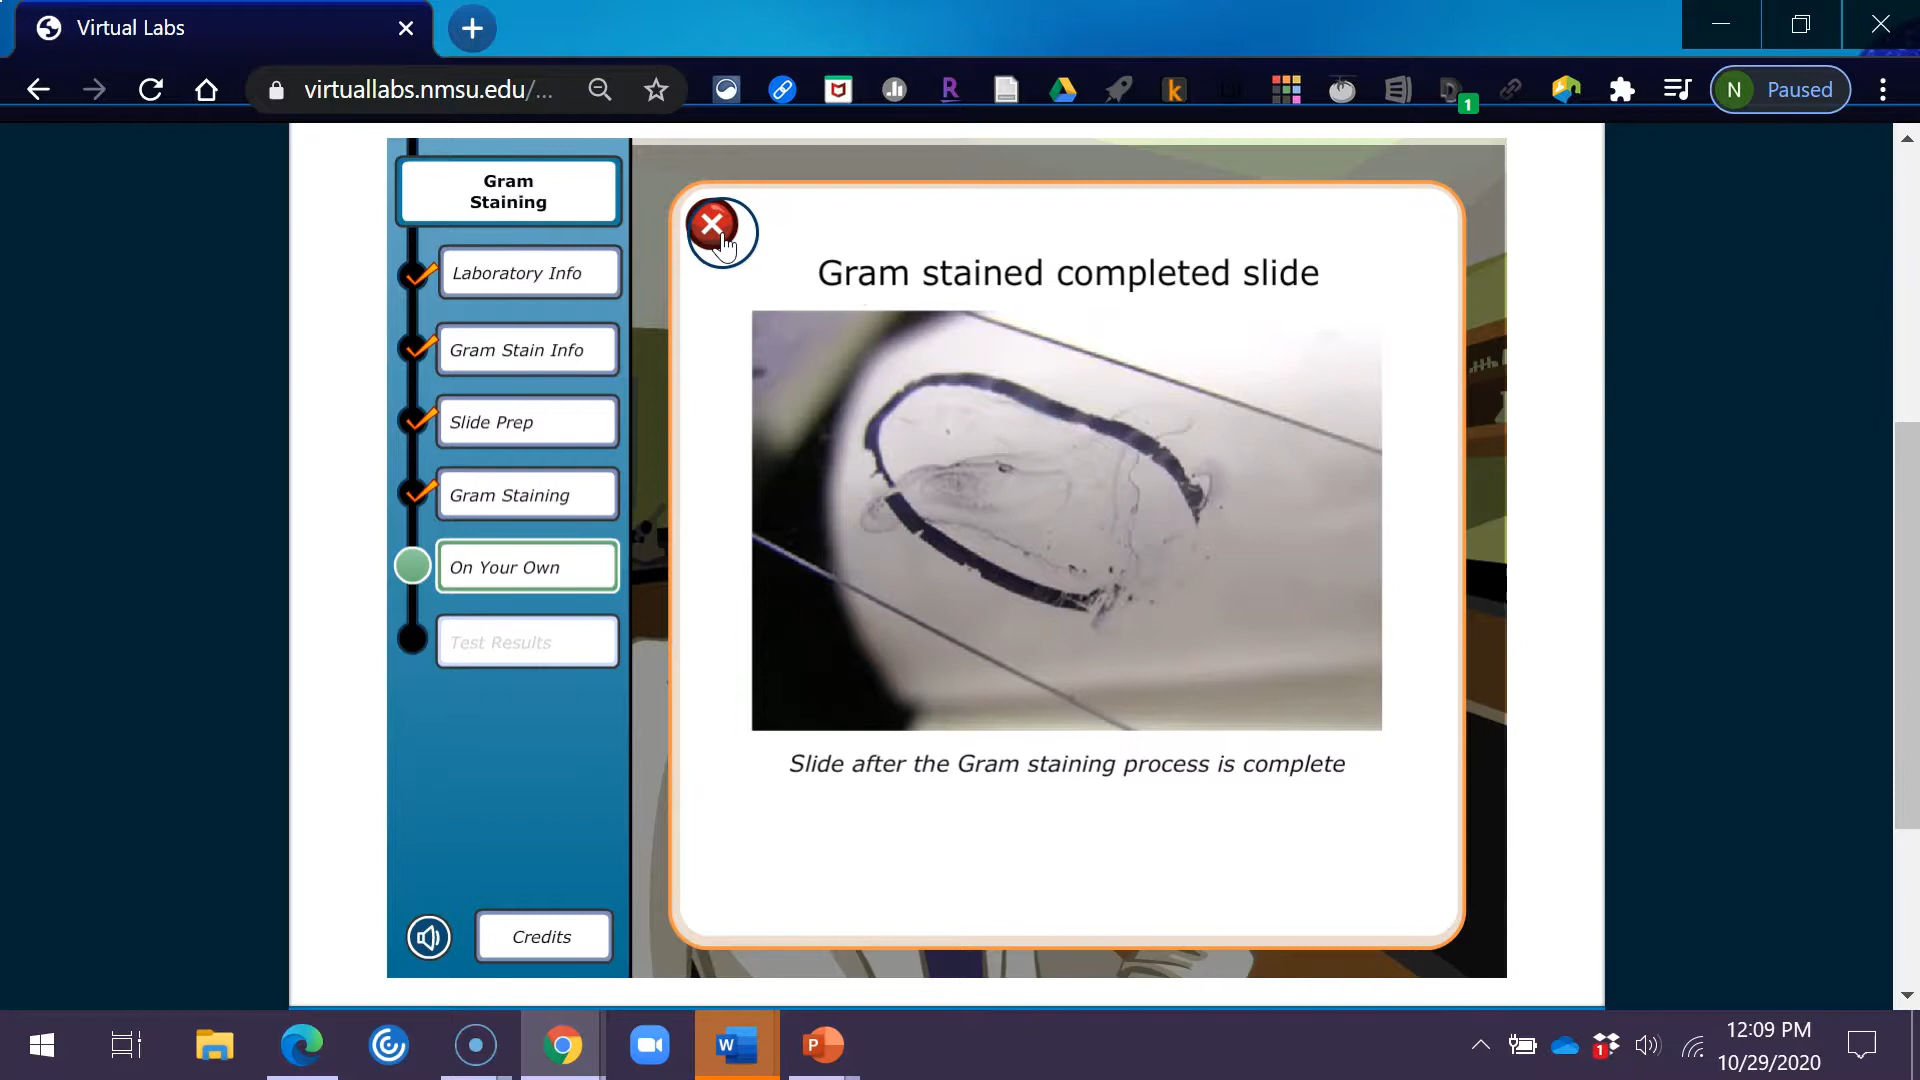 Virtual Labs
virtuallabs.nmsu.edu/...
R
k
1
N
Paused
Gram
Staining
Laboratory Info
Gram Stain Info
Slide Prep
Gram Staining
On Your Own
Test Results
Credits
Gram stained completed slide
Slide after the Gram staining process is complete
W
P
1
12:09 PM
10/29/2020